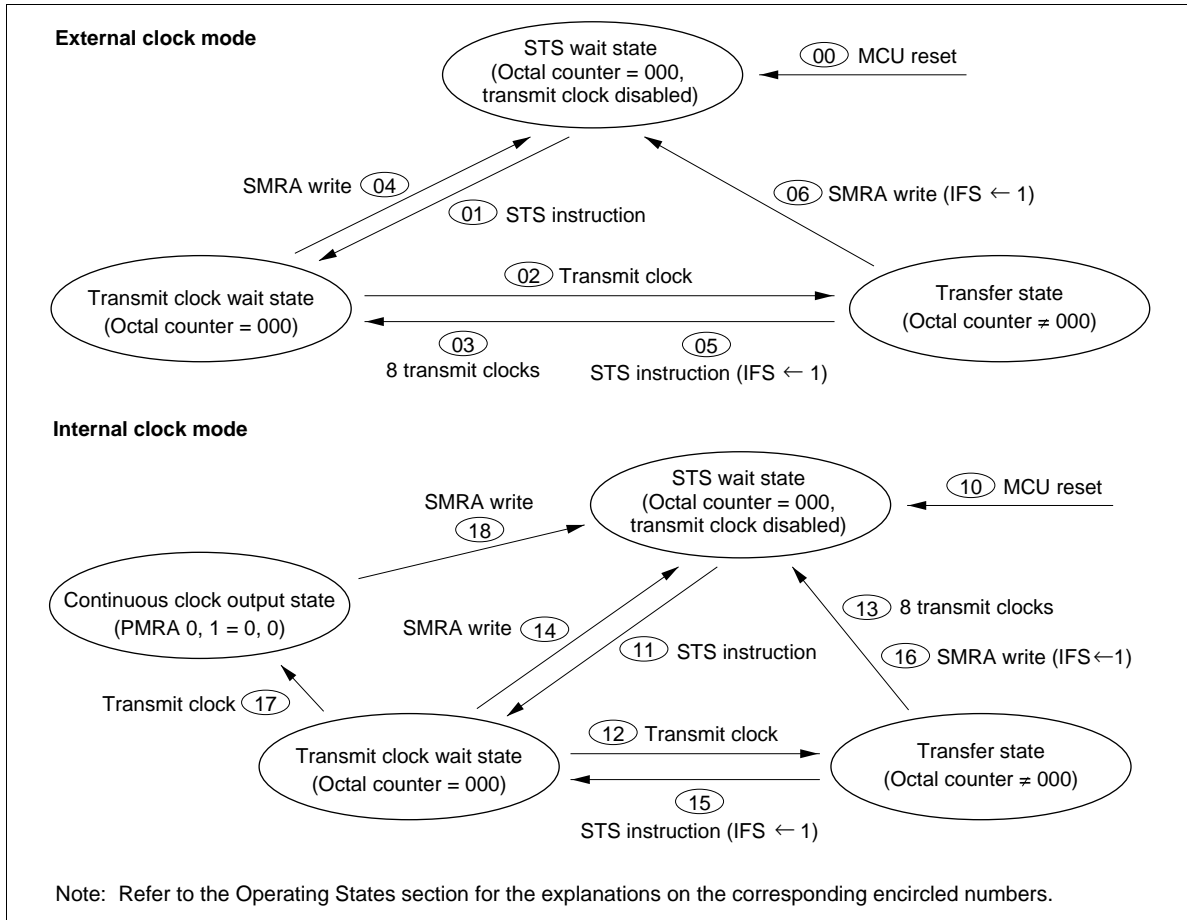 External clock mode
STS wait state
(Octal counter = 000,
transmit clock disabled)
00 MCU reset
SMRA write 04
01 STS instruction
06 SMRA write (IFS ← 1)
Transmit clock wait state
(Octal counter = 000)
02 Transmit clock
Transfer state
(Octal counter ≠ 000)
03
8 transmit clocks
05
STS instruction (IFS ← 1)
Internal clock mode
STS wait state
(Octal counter = 000,
transmit clock disabled)
10 MCU reset
SMRA write
18
Continuous clock output state
(PMRA 0, 1 = 0, 0)
SMRA write 14
11 STS instruction
13 8 transmit clocks
16 SMRA write (IFS←1)
Transmit clock 17
Transmit clock wait state
(Octal counter = 000)
12 Transmit clock
Transfer state
(Octal counter ≠ 000)
15
STS instruction (IFS ← 1)
Note: Refer to the Operating States section for the explanations on the corresponding encircled numbers.